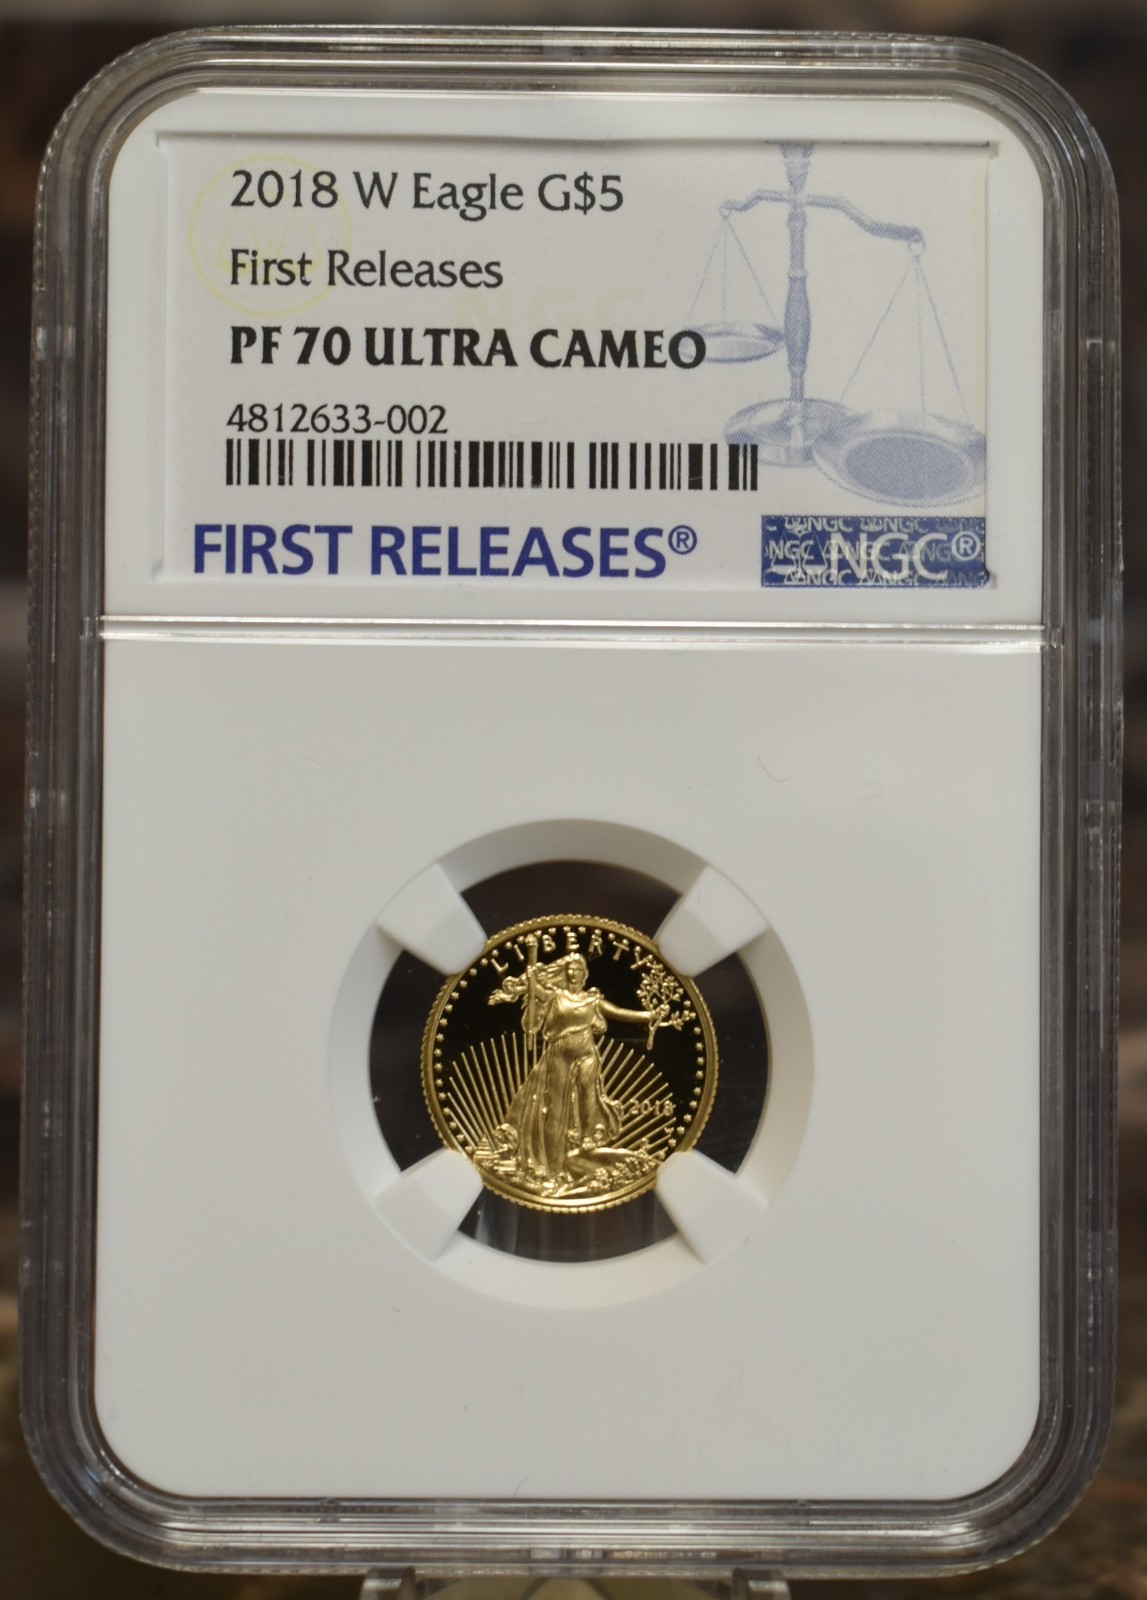 2018 W Eagle G$5
First Releases
PF 70 ULTRA CAMEO
4812633-002
FIRST RELEASES®
NGC®
LIBERTY
2018